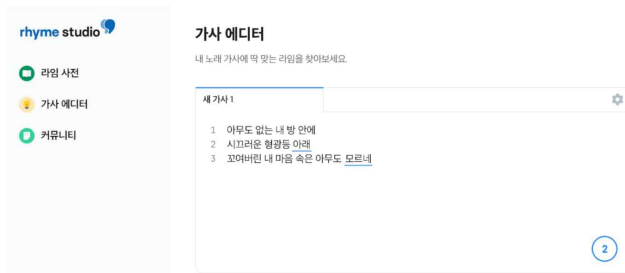 rhyme studio
라임 사전
가사 에디터
커뮤니티
가사 에디터
내 노래 가사에 딱 맞는 라임을 찾아보세요.
새 가사 1
1 아무도 없는 내 방 안에
2 시끄러운 형광등 아래
3 꼬여버린 내 마음 속은 아무도 모르네
2